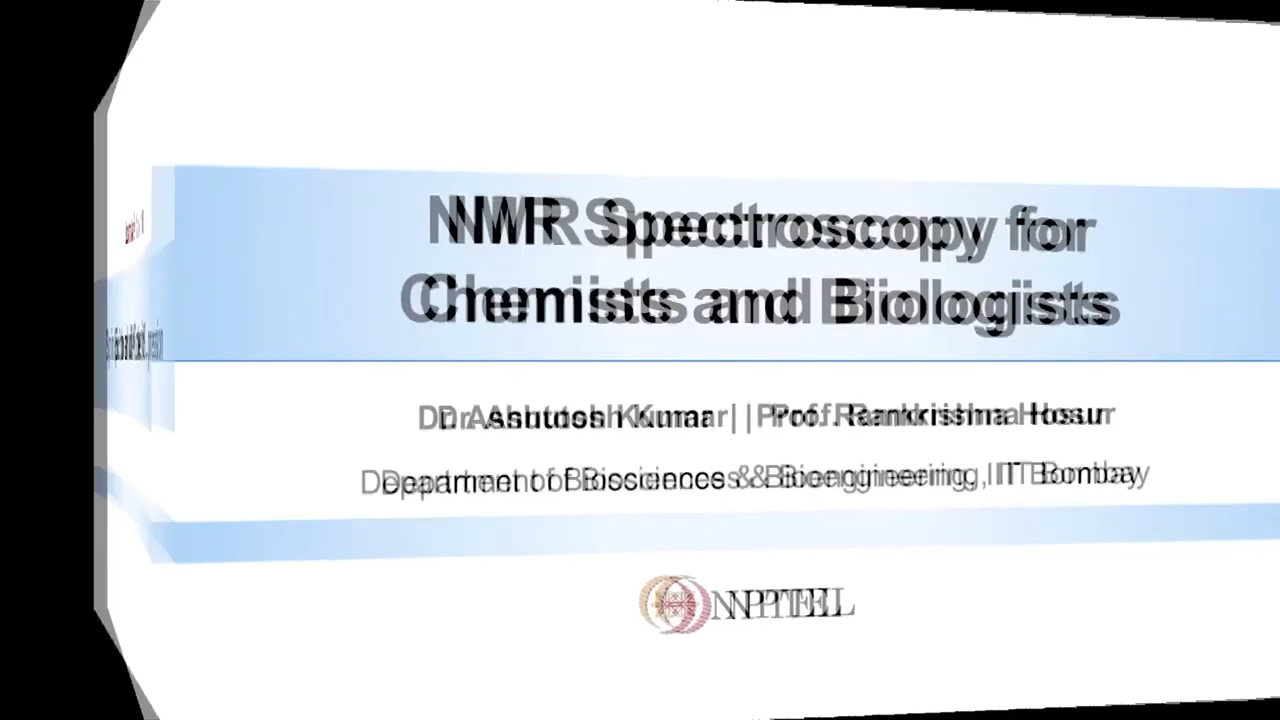 NMR Spectroscopy for
Chemists and Biologists
Dr. Ashutosh Kumar | Prof. Ramkrishna Hosur
Department of Biosciences & Bioengineering, IIT Bombay
NPTEL